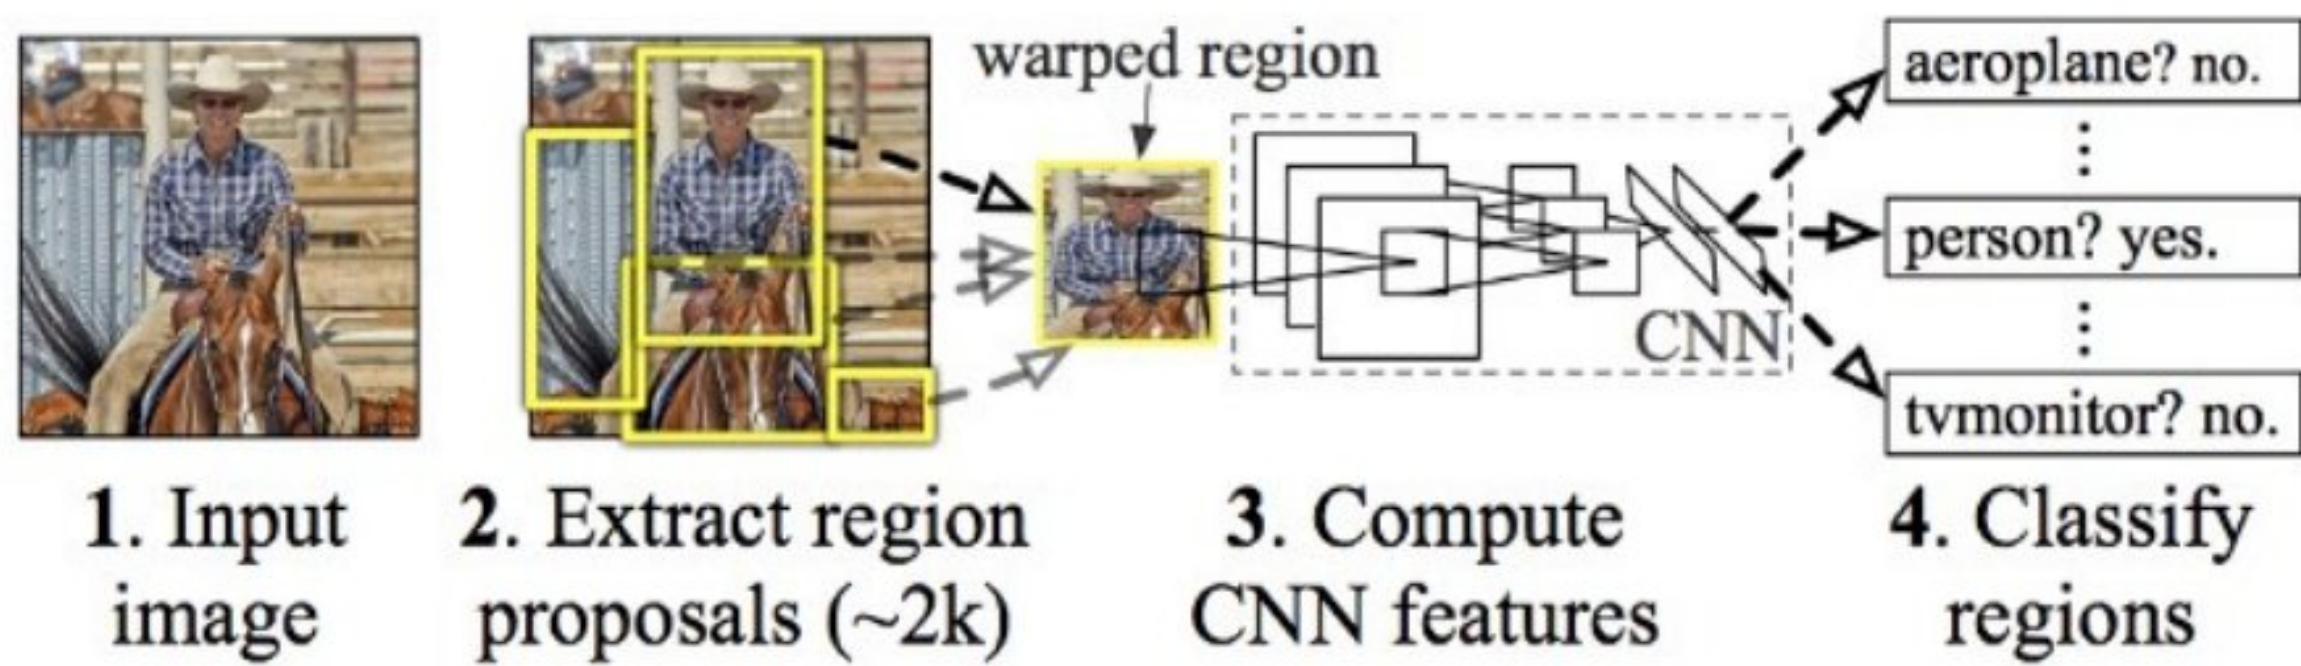 warped region
aeroplane? no.
person? yes.
CNN
tvmonitor? no.
1. Input
image
2. Extract region
proposals (~2k)
3. Compute
CNN features
4. Classify
regions